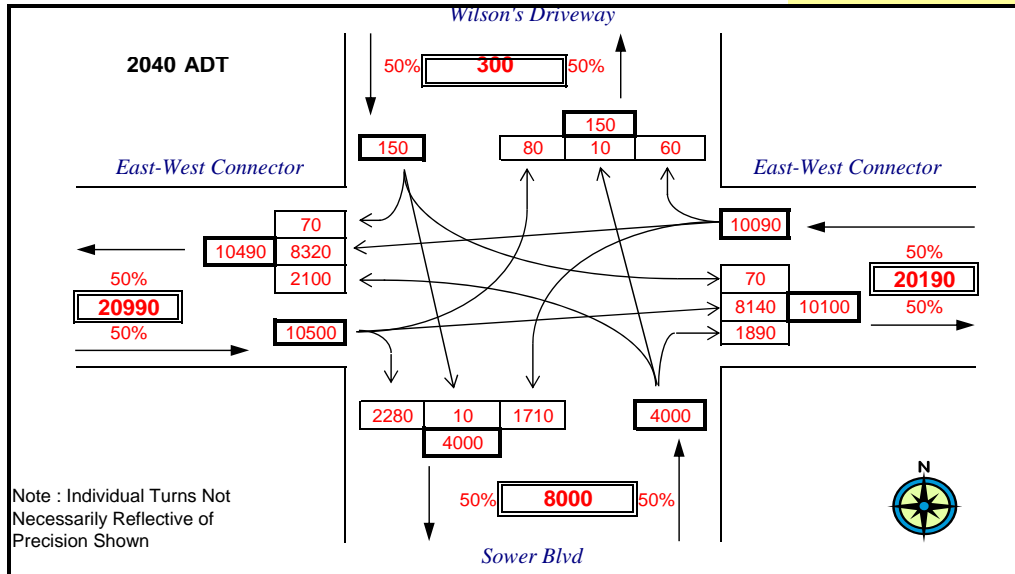 Wilson's Driveway
2040 ADT
50% 300 50%
150
150
80 10 60
East-West Connector
East-West Connector
70
10490 8320
2100
10090
50%
20990
50%
50%
20190
50%
70
8140 10100
1890
10500
2280 10 1710
4000
4000
50% 8000 50%
Note : Individual Turns Not
Necessarily Reflective of
Precision Shown
N
Sower Blvd